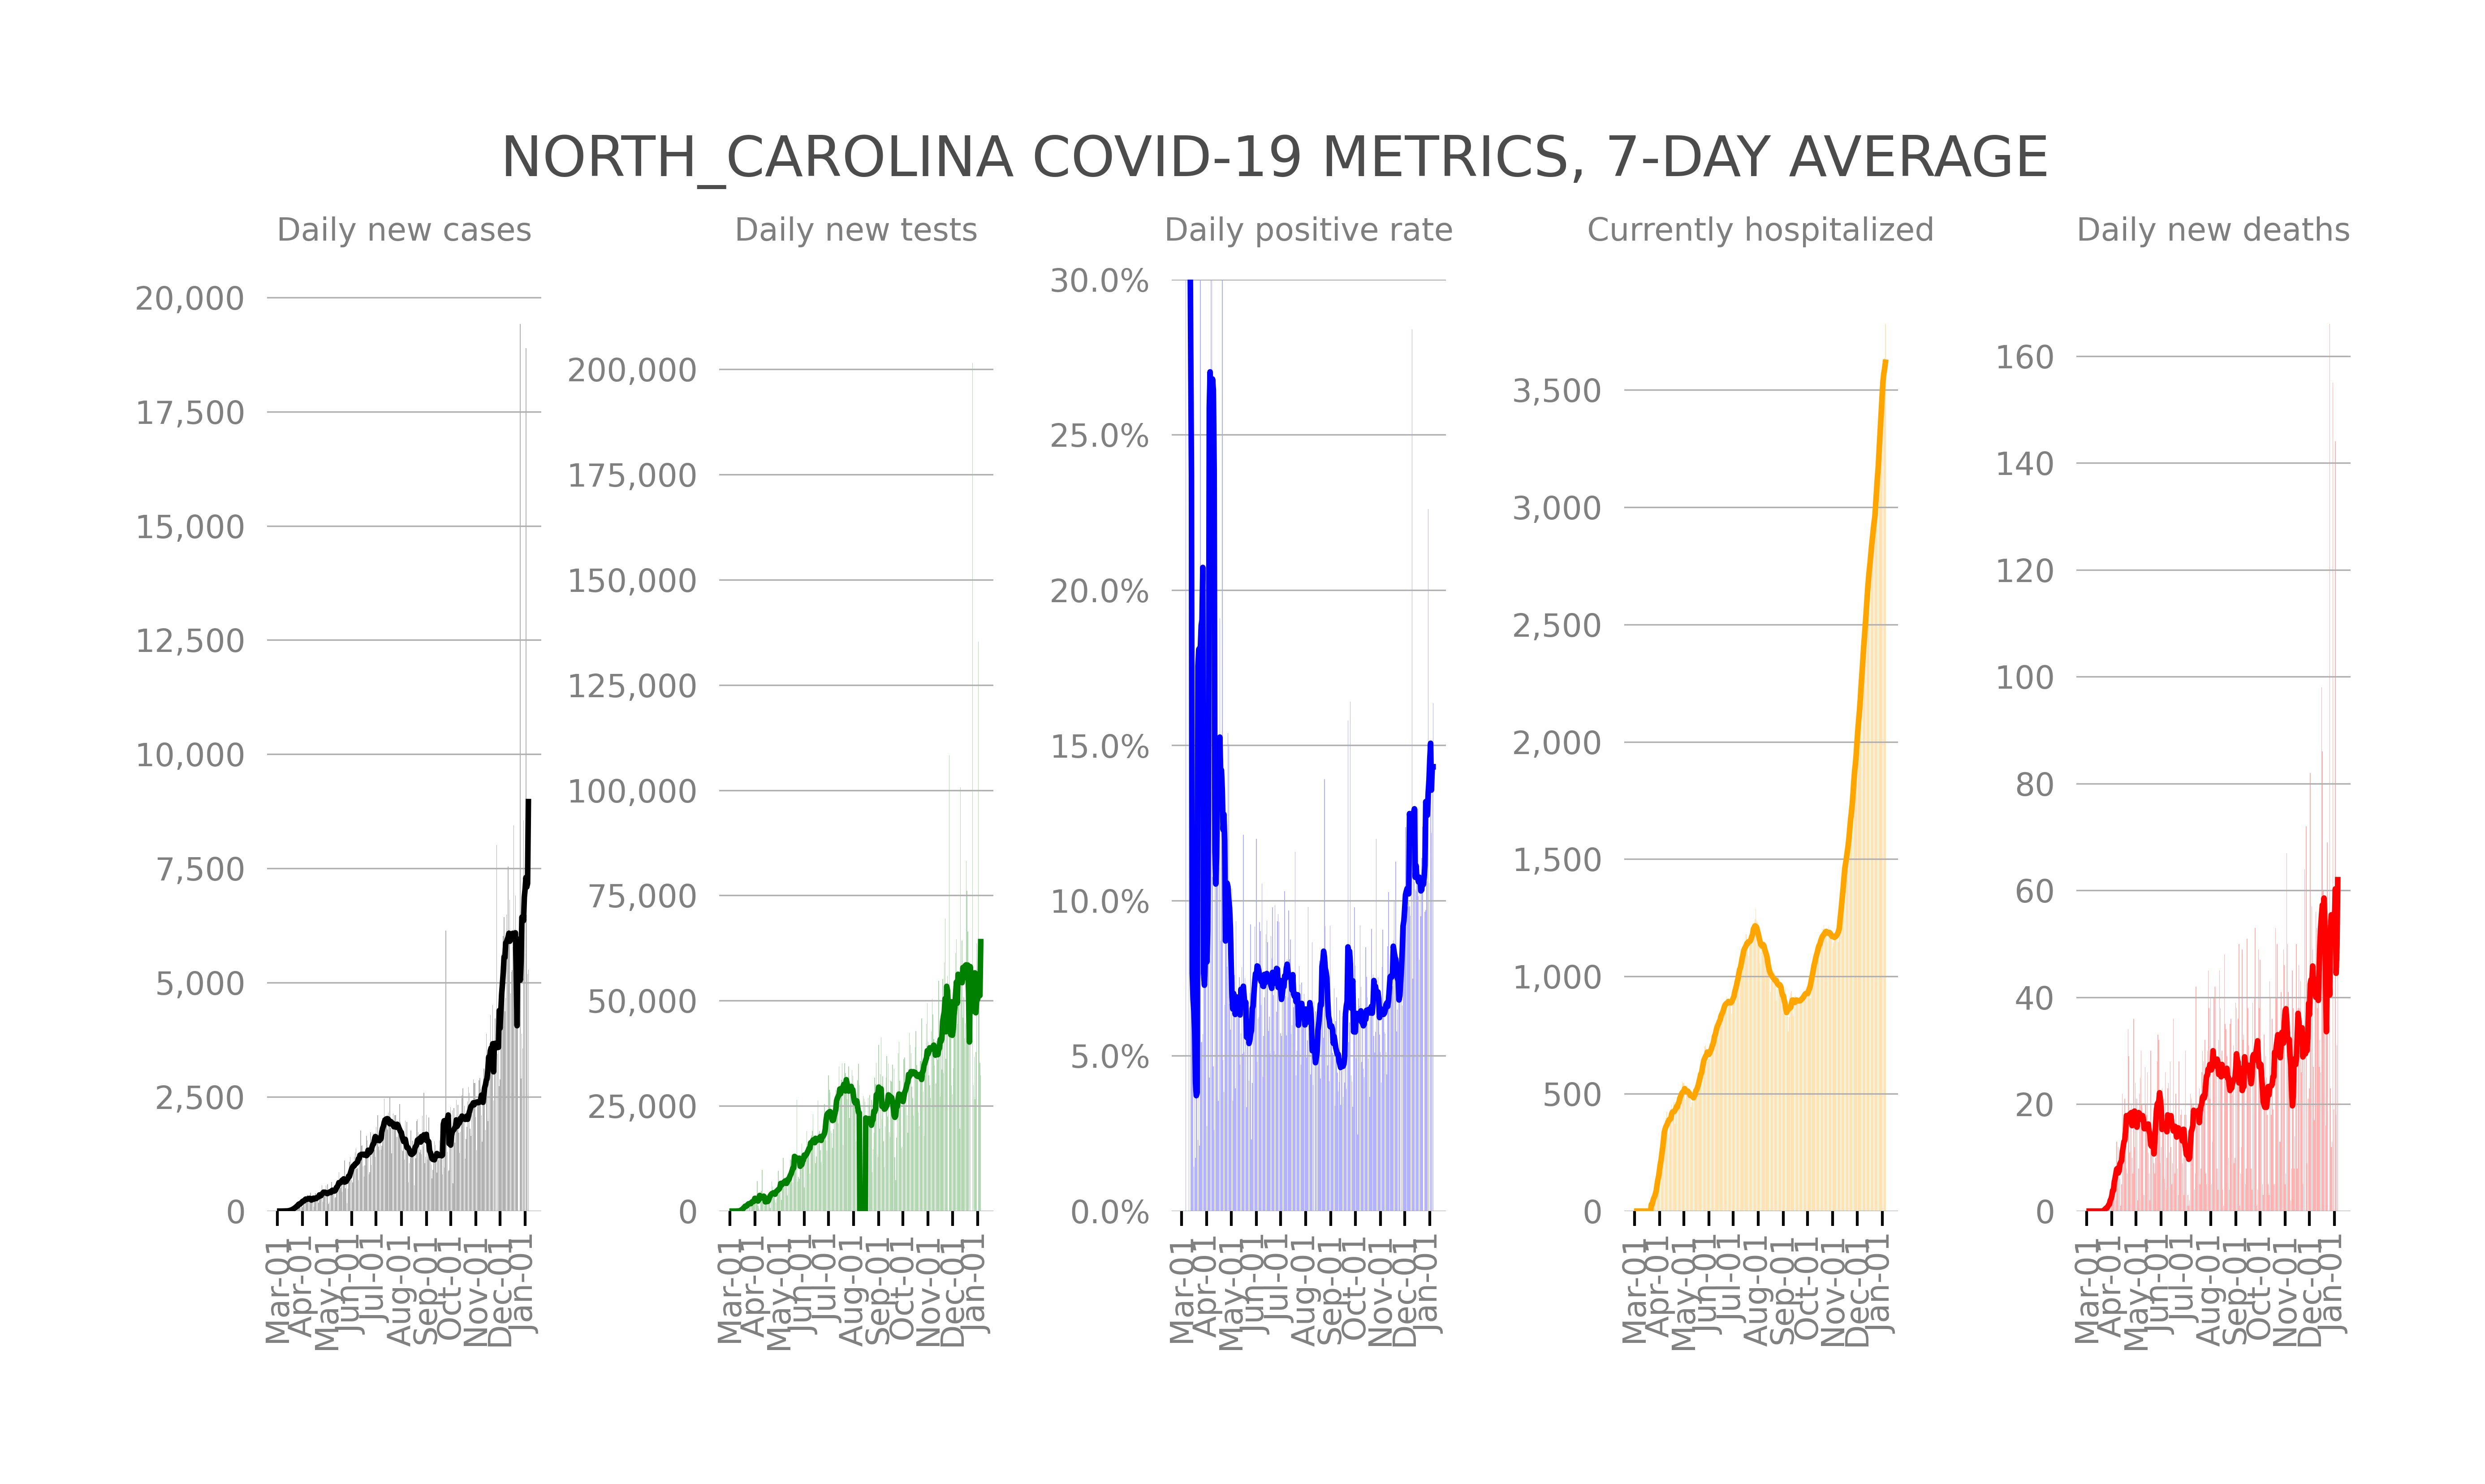 NORTH_CAROLINA COVID-19 METRICS, 7-DAY AVERAGE
Daily new cases
20,000
17,500
15,000
12,500
10,000
7,500
5,000
2,500
0
Mar-01
Apr-01
May-01
Jun-01
Jul-01
Aug-01
Sep-01
Oct-01
Nov-01
Dec-01
Jan-01
Daily new tests
200,000
175,000
150,000
125,000
100,000
75,000
50,000
25,000
0
Mar-01
Apr-01
May-01
Jun-01
Jul-01
Aug-01
Sep-01
Oct-01
Nov-01
Dec-01
Jan-01
Daily positive rate
30.0%
25.0%
20.0%
15.0%
10.0%
5.0%
0.0%
Mar-01
Apr-01
May-01
Jun-01
Jul-01
Aug-01
Sep-01
Oct-01
Nov-01
Dec-01
Jan-01
Currently hospitalized
3,500
3,000
2,500
2,000
1,500
1,000
500
0
Mar-01
Apr-01
May-01
Jun-01
Jul-01
Aug-01
Sep-01
Oct-01
Nov-01
Dec-01
Jan-01
Daily new deaths
160
140
120
100
80
60
40
20
0
Mar-01
Apr-01
May-01
Jun-01
Jul-01
Aug-01
Sep-01
Oct-01
Nov-01
Dec-01
Jan-01